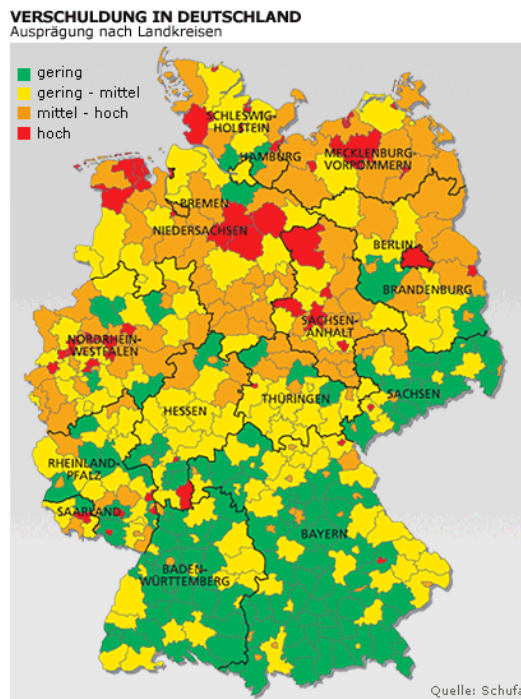 VERSCHULDUNG IN DEUTSCHLAND
Ausprägung nach Landkreisen
gering
gering - mittel
mittel - hoch
hoch
SCHLESWIG-
HOLSTEIN
HAMBURG
MECKLENBURG-
VORPOMMERN
BREMEN
NIEDERSACHSEN
BERLIN
BRANDENBURG
SACHSEN-
ANHALT
NORDRHEIN-
WESTFALEN
SACHSEN
HESSEN
THÜRINGEN
RHEINLAND-
PFALZ
SAARLAND
BAYERN
BADEN-
WÜRTTEMBERG
Quelle: Schufa